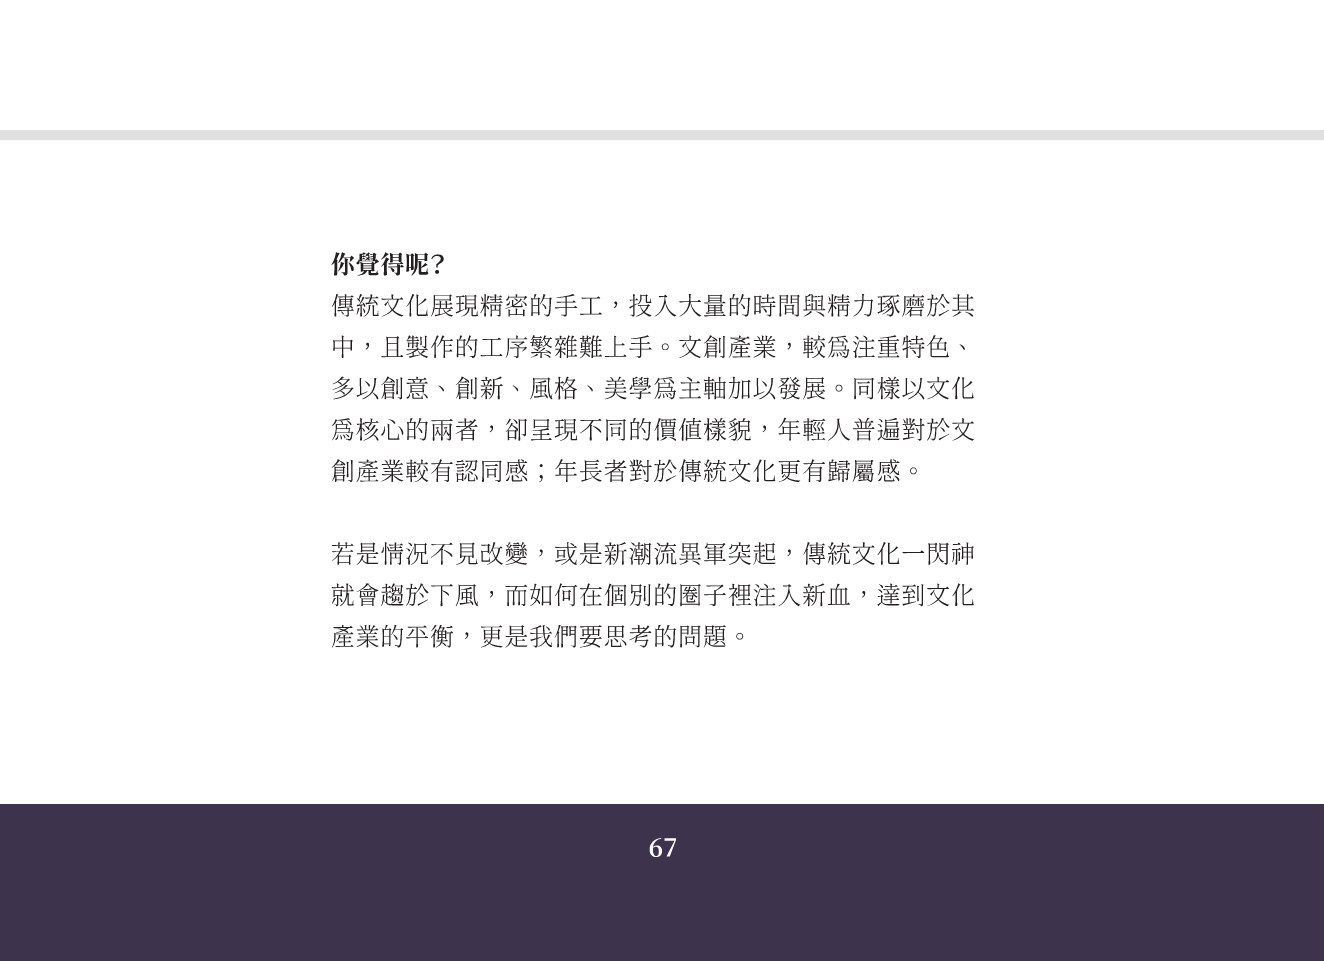 你覺得呢？
傳統文化展現精密的手工，投入大量的時間與精力琢磨於其
中，且製作的工序繁雜難上手。文創產業，較為注重特色、
多以創意、創新、風格、美學為主軸加以發展。同樣以文化
為核心的兩者，卻呈現不同的價值樣貌，年輕人普遍對於文
創產業較有認同感；年長者對於傳統文化更有歸屬感。
若是情況不見改變，或是新潮流異軍突起，傳統文化一閃神
就會趨於下風，而如何在個別的圈子裡注入新血，達到文化
產業的平衡，更是我們要思考的問題。
67